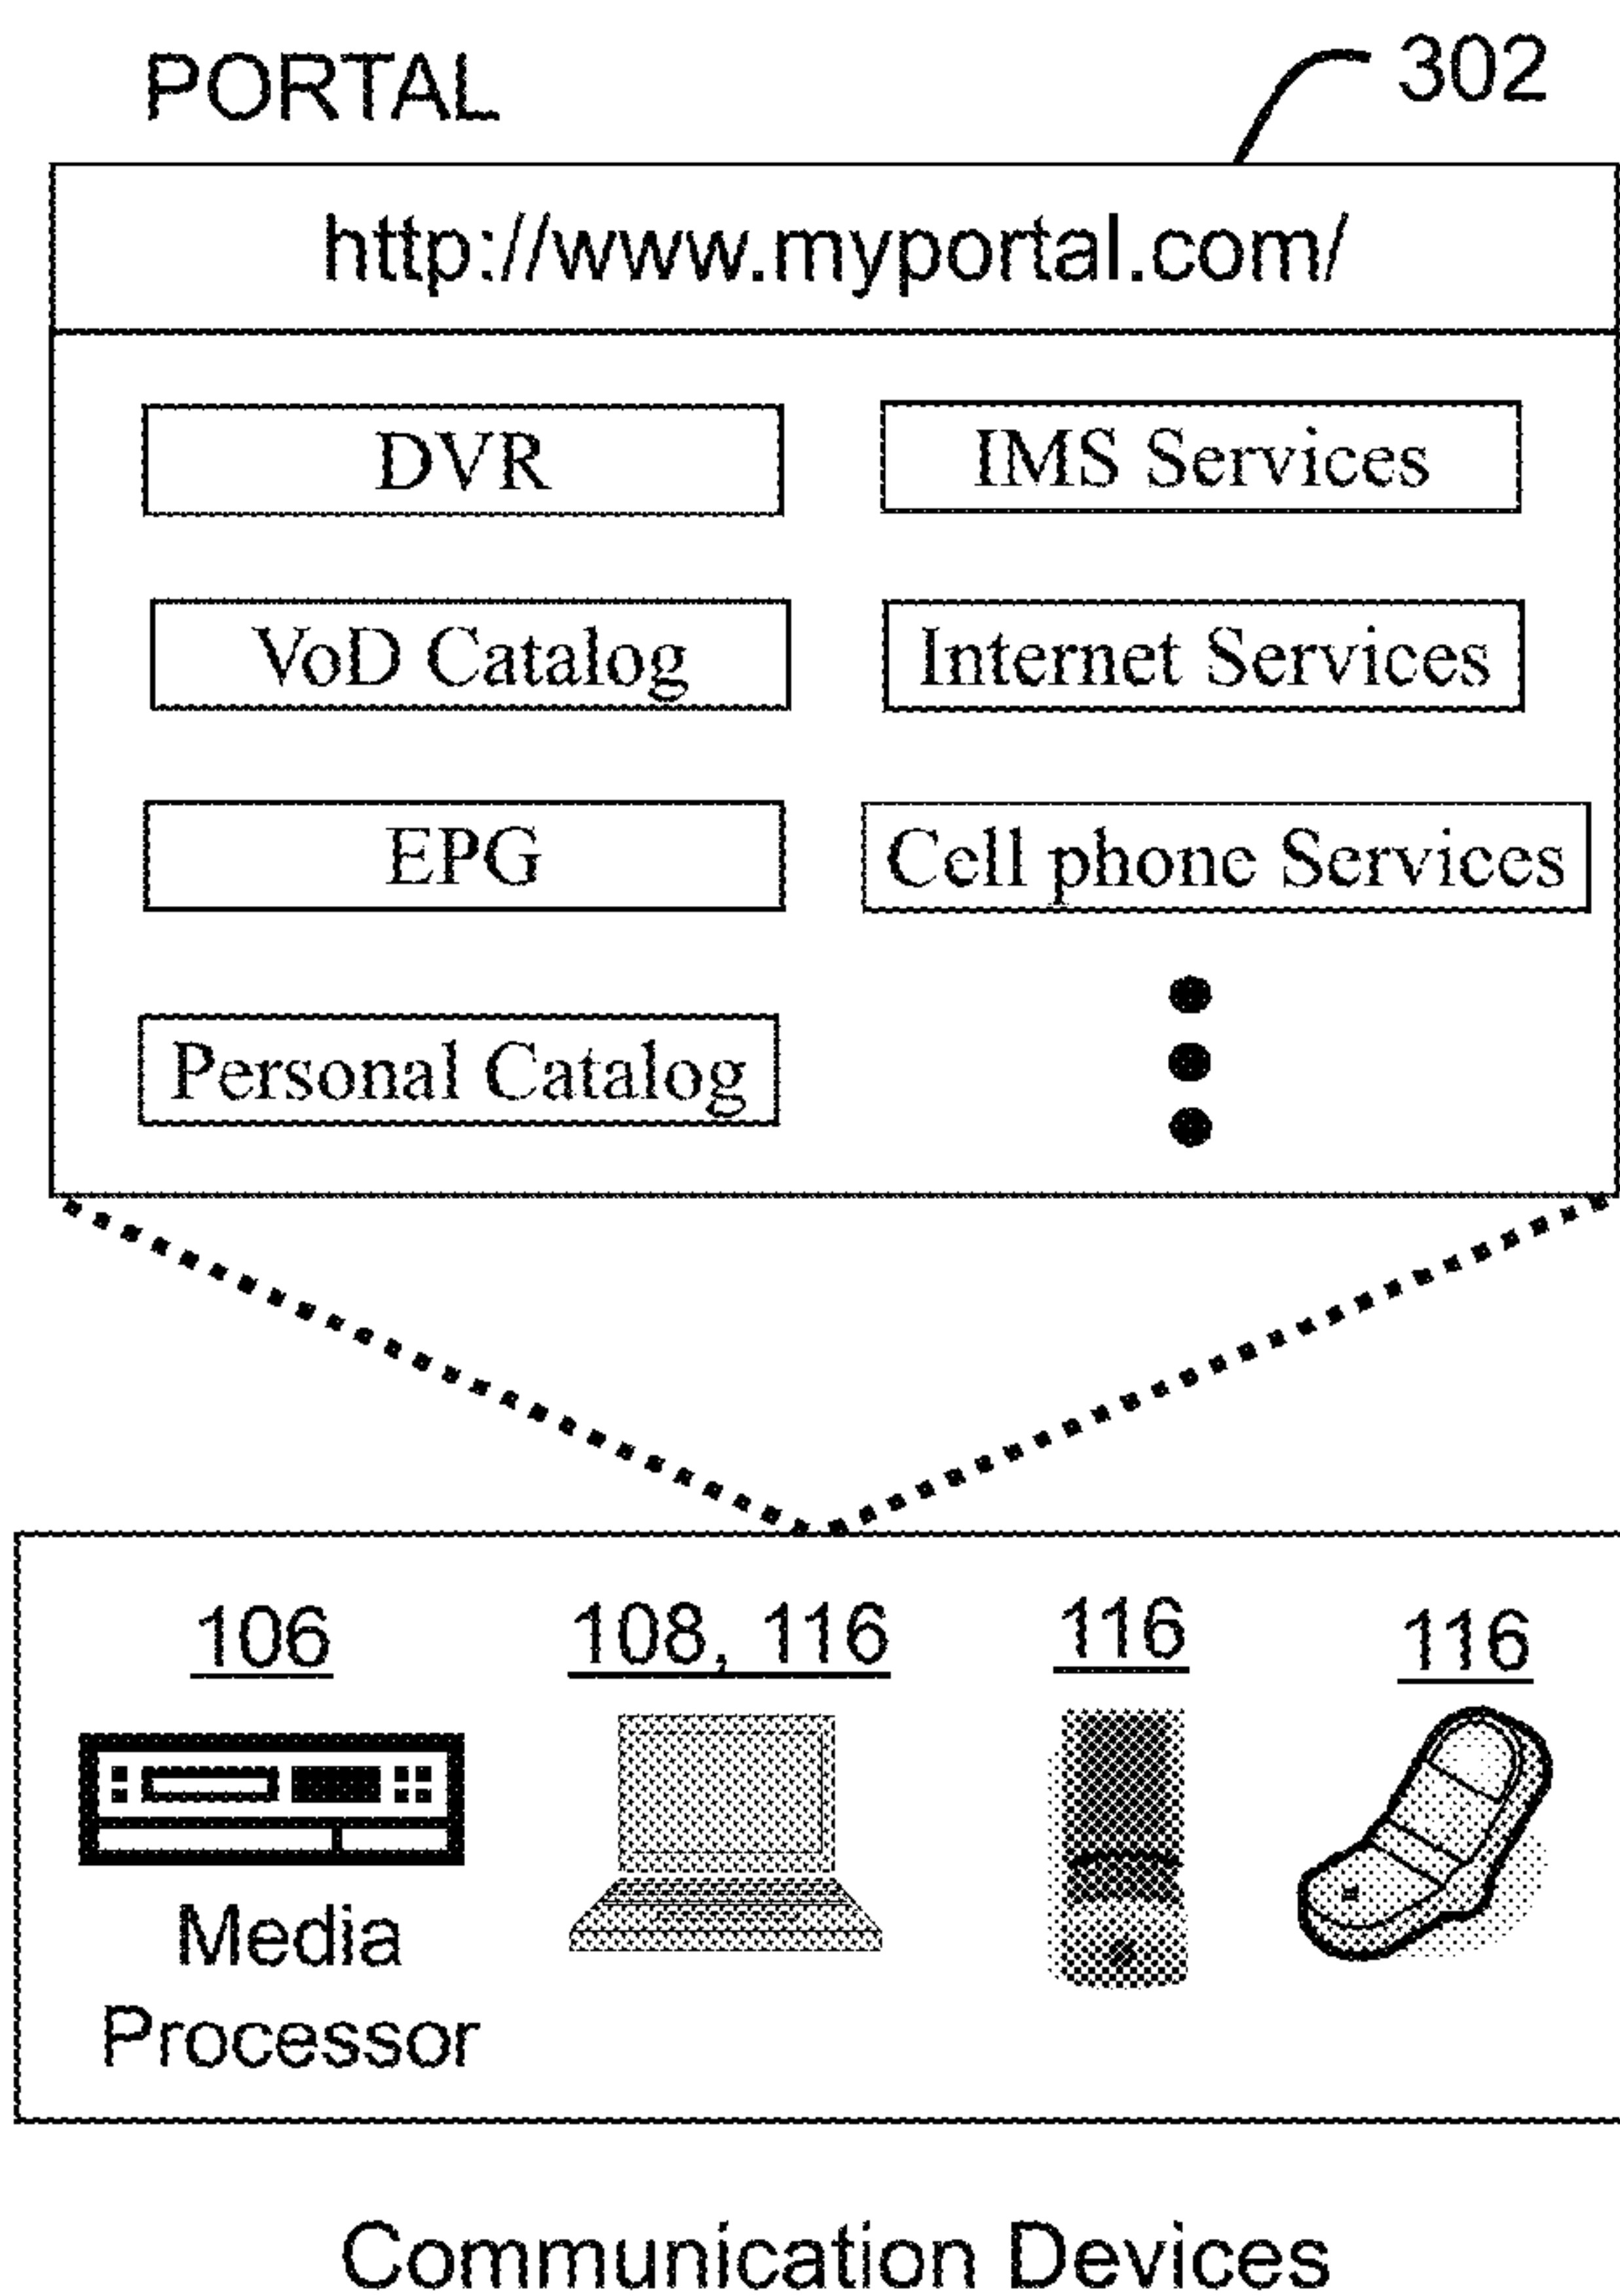 PORTAL
302
http://www.myportal.com/
DVR
IMS Services
VoD Catalog
Internet Services
EPG
Cell phone Services
Personal Catalog
106
108, 116
116
116
Media
Processor
Communication Devices